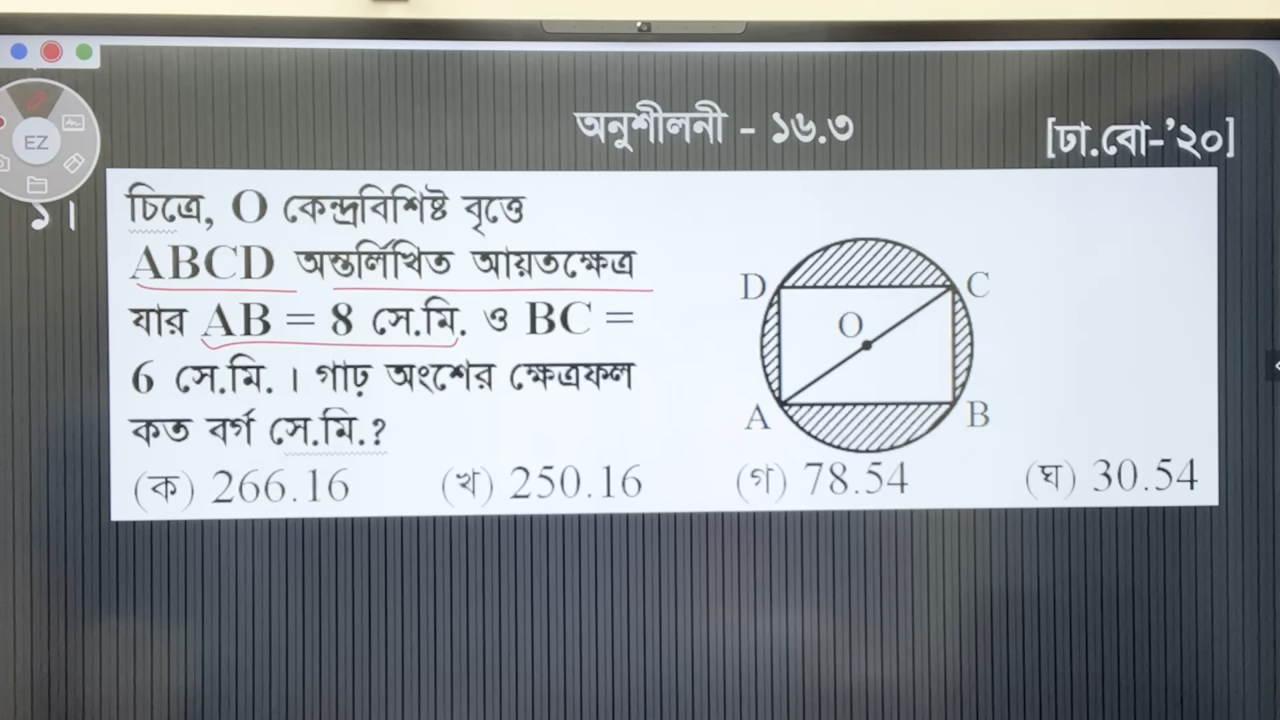 অনুশীলনী - ১৬.৩
[ঢা.বো-’২০]
EZ
১।
চিত্রে, O কেন্দ্রবিশিষ্ট বৃত্তে
ABCD অন্তর্লিখিত আয়তক্ষেত্র
যার AB = 8 সে.মি. ও BC =
6 সে.মি. । গাঢ় অংশের ক্ষেত্রফল
কত বর্গ সে.মি.?
D C
O
A B
(ক) 266.16 (খ) 250.16 (গ) 78.54 (ঘ) 30.54